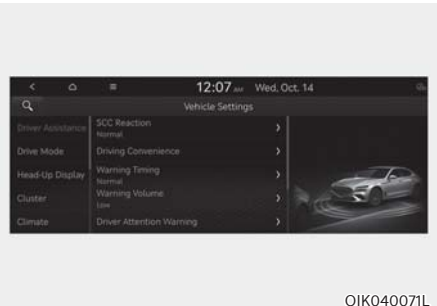 12:07 AM Wed, Oct. 14
Vehicle Settings
Driver Assistance
Drive Mode
Head-Up Display
Cluster
Climate
SCC Reaction
Normal
Driving Convenience
Warning Timing
Normal
Warning Volume
Low
Driver Attention Warning
OIK040071L